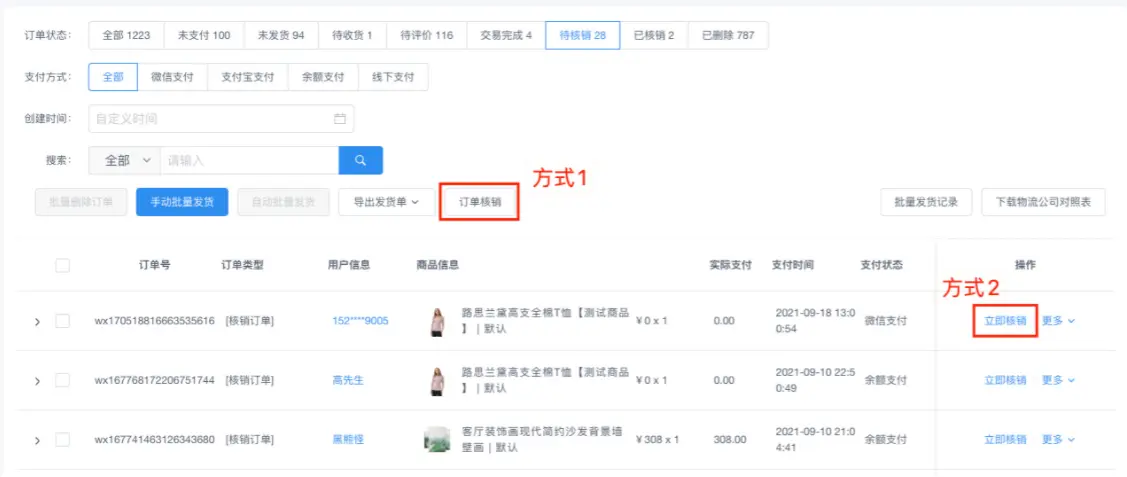 订单状态： 全部 1223 未支付 100 未发货 94 待收货 1 待评价 116 交易完成 4 待核销 28 已核销 2 已删除 787
支付方式： 全部 微信支付 支付宝支付 余额支付 线下支付
创建时间： 自定义时间
搜索： 全部 请输入
方式1
批量删除订单 手动批量发货 自动批量发货 导出发货单 订单核销 批量发货记录 下载物流公司对照表
订单号 订单类型 用户信息 商品信息 实际支付 支付时间 支付状态 操作
方式2
wx170518816663535616 [核销订单] 152****9005 路思兰黛高支全棉T恤【测试商品 ¥0 x 1 0.00 2021-09-18 13:0 微信支付 立即核销 更多
】 | 默认 0:54
wx167768172206751744 [核销订单] 高先生 路思兰黛高支全棉T恤【测试商品 ¥0 x 1 0.00 2021-09-10 22:5 余额支付 立即核销 更多
】 | 默认 0:49
wx167741463126343680 [核销订单] 黑熊怪 客厅装饰画现代简约沙发背景墙 ¥308 x 1 308.00 2021-09-10 21:0 余额支付 立即核销 更多
壁画 | 默认 4:41